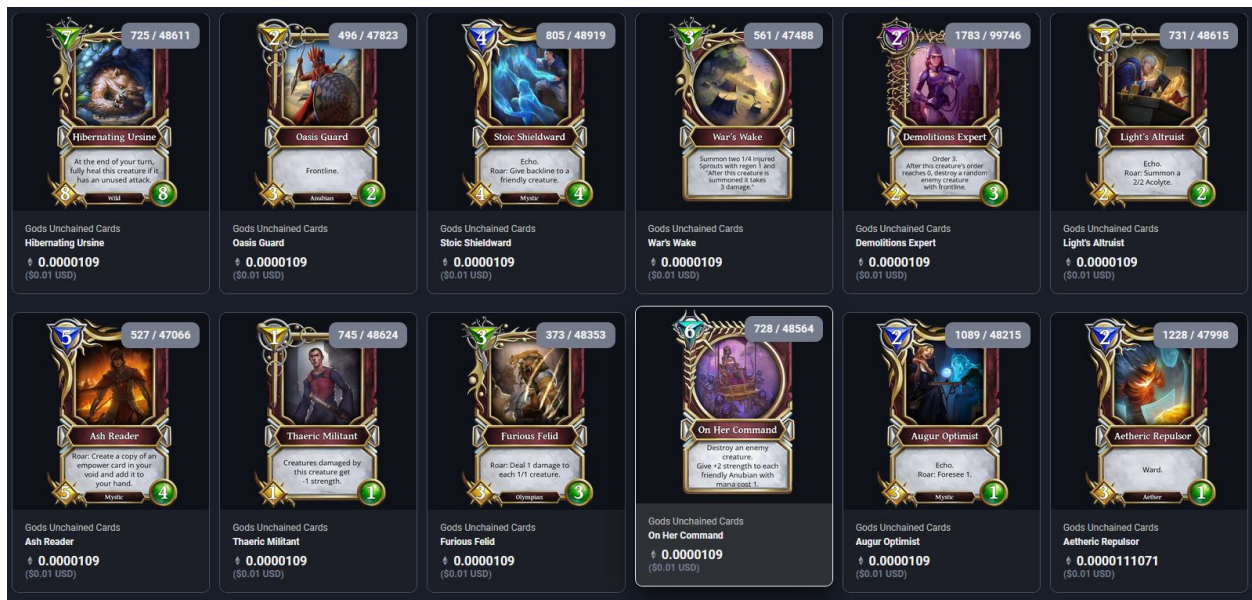 7
725 / 48611
Hibernating Ursine
At the end of your turn,
fully heal this creature if it
has an unused attack.
8
Wild
8
Gods Unchained Cards
Hibernating Ursine
0.0000109
($0.01 USD)
2
496 / 47823
Oasis Guard
Frontline.
3
Anubian
2
Gods Unchained Cards
Oasis Guard
0.0000109
($0.01 USD)
4
805 / 48919
Stoic Shieldward
Echo.
Roar: Give backline to a
friendly creature.
4
Mystic
4
Gods Unchained Cards
Stoic Shieldward
0.0000109
($0.01 USD)
3
561 / 47488
War's Wake
Summon two 1/4 Injured
Sprouts with regen 1 and
"After this creature is
summoned it takes
3 damage."
Gods Unchained Cards
War's Wake
0.0000109
($0.01 USD)
2
1783 / 99746
Demolitions Expert
Order 3.
After this creature's order
reaches 0, destroy a random
enemy creature
with frontline.
2
3
Gods Unchained Cards
Demolitions Expert
0.0000109
($0.01 USD)
5
731 / 48615
Light's Altruist
Echo.
Roar: Summon a
2/2 Acolyte.
2
2
Gods Unchained Cards
Light's Altruist
0.0000109
($0.01 USD)
5
527 / 47066
Ash Reader
Roar: Create a copy of an
empower card in your
void and add it to
your hand.
5
Mystic
4
Gods Unchained Cards
Ash Reader
0.0000109
($0.01 USD)
1
745 / 48624
Thaeric Militant
Creatures damaged by
this creature get
-1 strength.
1
1
Gods Unchained Cards
Thaeric Militant
0.0000109
($0.01 USD)
3
373 / 48353
Furious Felid
Roar: Deal 1 damage to
each 1/1 creature.
3
Olympian
3
Gods Unchained Cards
Furious Felid
0.0000109
($0.01 USD)
6
728 / 48564
On Her Command
Destroy an enemy
creature.
Give +2 strength to each
friendly Anubian with
mana cost 1.
Gods Unchained Cards
On Her Command
0.0000109
($0.01 USD)
2
1089 / 48215
Augur Optimist
Echo.
Roar: Foresee 1.
3
Mystic
1
Gods Unchained Cards
Augur Optimist
0.0000109
($0.01 USD)
2
1228 / 47998
Aetheric Repulsor
Ward.
3
Aether
1
Gods Unchained Cards
Aetheric Repulsor
0.0000111071
($0.01 USD)